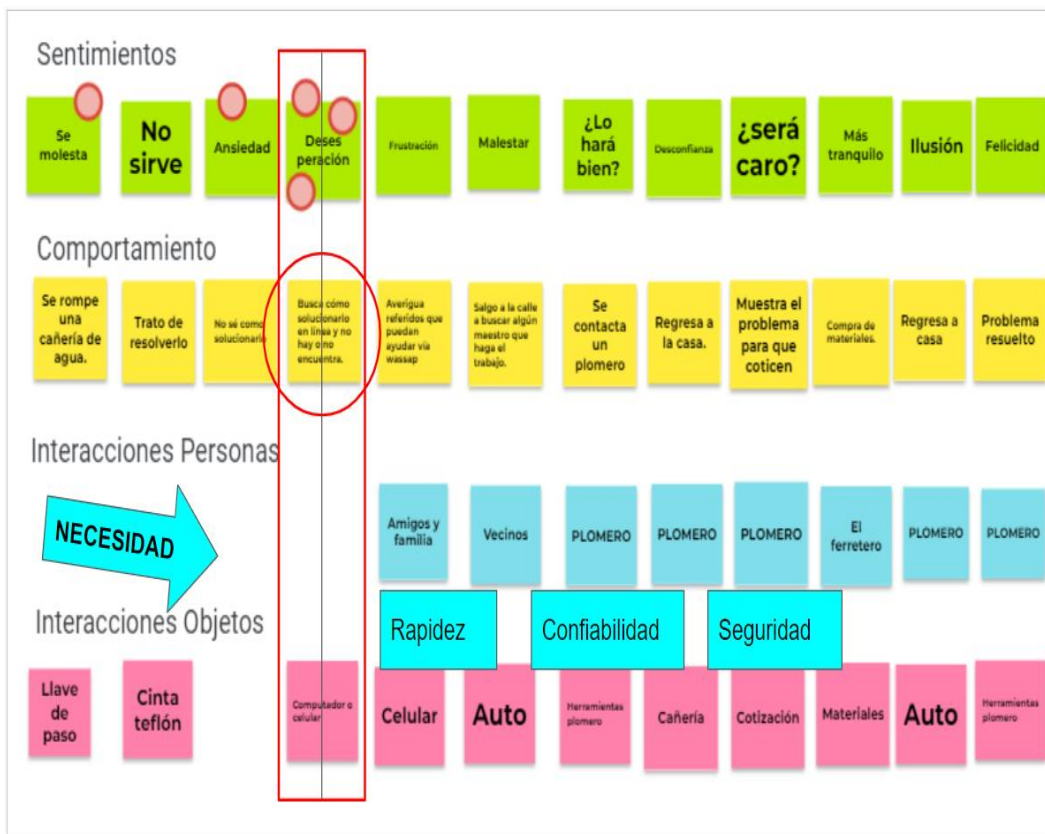 Sentimientos
Se
molesta
No
sirve
Ansiedad
Deses
peración
Frustración
Malestar
¿Lo
hará
bien?
Desconfianza
¿será
caro?
Más
tranquilo
Ilusión
Felicidad
Comportamiento
Se rompe
una
cañería de
agua.
Trato de
resolverlo
No sé como
solucionarlo
Busca cómo
solucionarlo
en línea y no
hay o no
encuentra.
Averigua
referidos que
puedan
ayudar vía
wassap
Salgo a la calle
a buscar algún
maestro que
haga el
trabajo.
Se
contacta
un
plomero
Regresa a
la casa.
Muestra el
problema
para que
coticen
Compra de
materiales.
Regresa a
casa
Problema
resuelto
Interacciones Personas
NECESIDAD
Amigos y
familia
Vecinos
PLOMERO
PLOMERO
PLOMERO
El
ferretero
PLOMERO
PLOMERO
Rapidez
Confiabilidad
Seguridad
Interacciones Objetos
Llave
de
paso
Cinta
teflón
Computador o
celular
Celular
Auto
Herramientas
plomero
Cañería
Cotización
Materiales
Auto
Herramientas
plomero